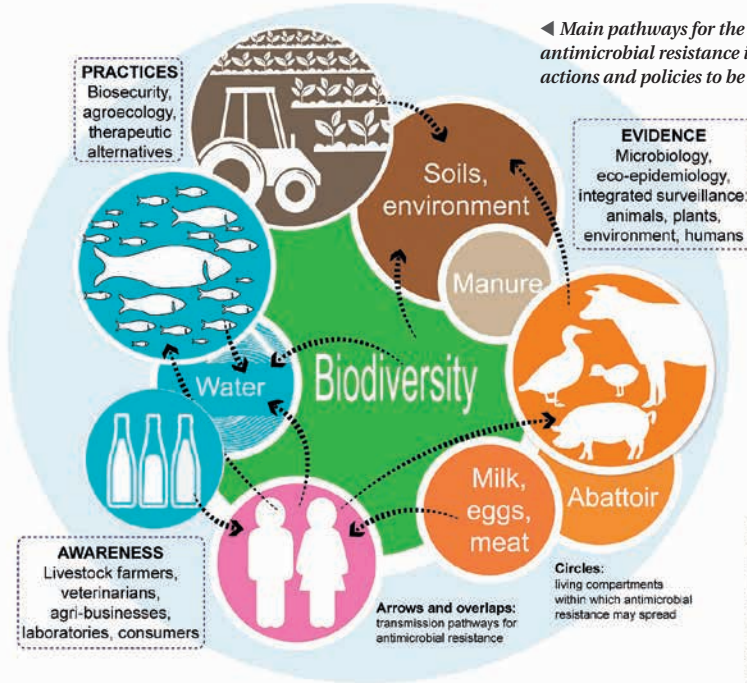 ◀ Main pathways for the
antimicrobial resistance i
actions and policies to be
PRACTICES
Biosecurity,
agroecology,
therapeutic
alternatives
EVIDENCE
Microbiology,
eco-epidemiology,
integrated surveillance:
animals, plants,
environment, humans
Soils,
environment
Manure
Water
Biodiversity
Milk,
eggs,
meat
Abattoir
AWARENESS
Livestock farmers,
veterinarians,
agri-businesses,
laboratories, consumers
Arrows and overlaps:
transmission pathways for
antimicrobial resistance
Circles:
living compartments
within which antimicrobial
resistance may spread